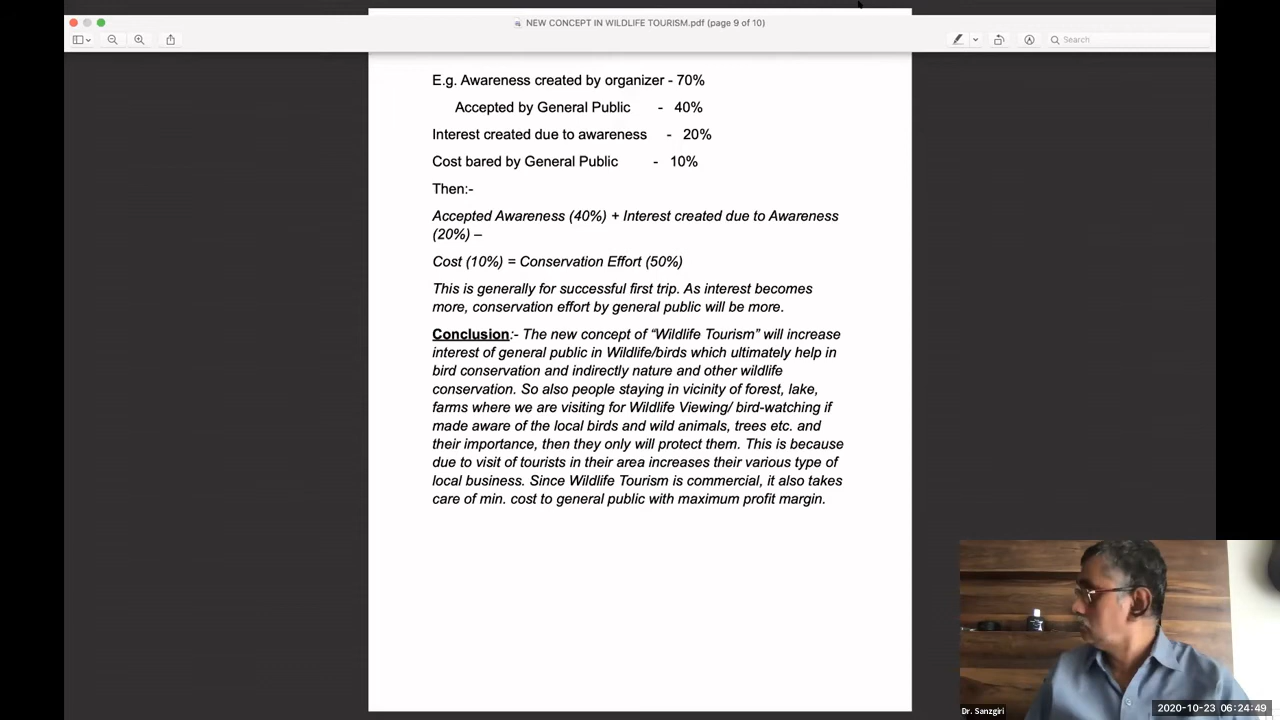 NEW CONCEPT IN WILDLIFE TOURISM.pdf (page 9 of 10)
Search
E.g. Awareness created by organizer - 70%
Accepted by General Public - 40%
Interest created due to awareness - 20%
Cost bared by General Public - 10%
Then:-
Accepted Awareness (40%) + Interest created due to Awareness
(20%) –
Cost (10%) = Conservation Effort (50%)
This is generally for successful first trip. As interest becomes
more, conservation effort by general public will be more.
Conclusion:- The new concept of “Wildlife Tourism” will increase
interest of general public in Wildlife/birds which ultimately help in
bird conservation and indirectly nature and other wildlife
conservation. So also people staying in vicinity of forest, lake,
farms where we are visiting for Wildlife Viewing/ bird-watching if
made aware of the local birds and wild animals, trees etc. and
their importance, then they only will protect them. This is because
due to visit of tourists in their area increases their various type of
local business. Since Wildlife Tourism is commercial, it also takes
care of min. cost to general public with maximum profit margin.
Dr. Sanzgiri
2020-10-23 06:24:49